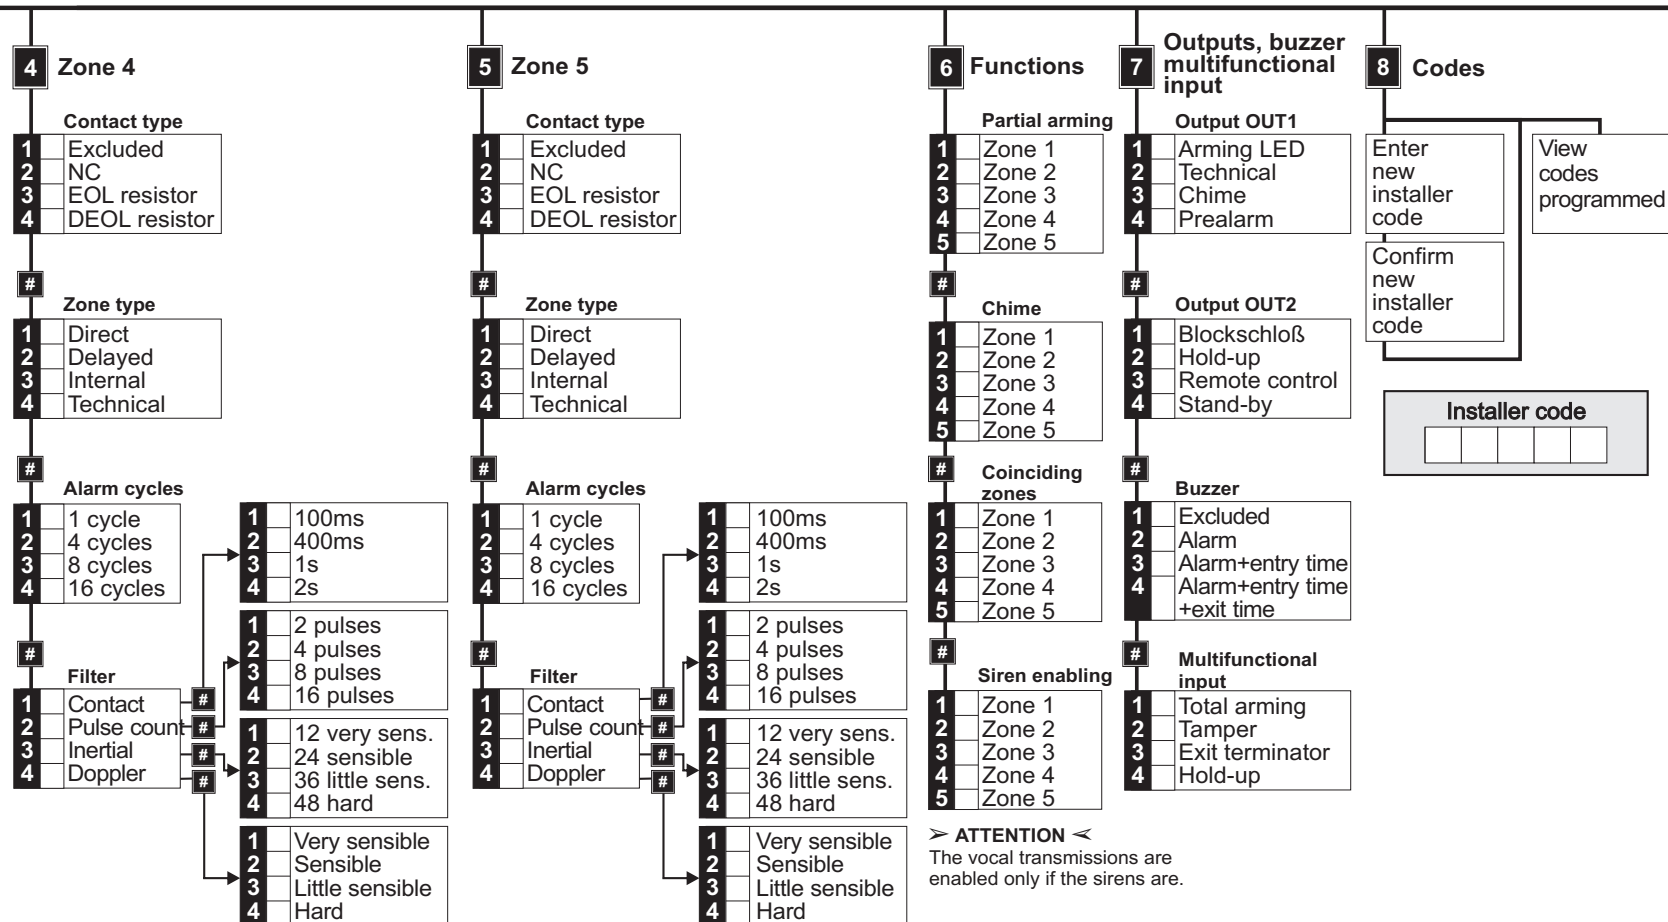 4 Zone 4
Contact type
1 Excluded
2 NC
3 EOL resistor
4 DEOL resistor
#
Zone type
1 Direct
2 Delayed
3 Internal
4 Technical
#
Alarm cycles
1 1 cycle
2 4 cycles
3 8 cycles
4 16 cycles
#
Filter
1 Contact #
2 Pulse count #
3 Inertial #
4 Doppler #
1 100ms
2 400ms
3 1s
4 2s
1 2 pulses
2 4 pulses
3 8 pulses
4 16 pulses
1 12 very sens.
2 24 sensible
3 36 little sens.
4 48 hard
1 Very sensible
2 Sensible
3 Little sensible
4 Hard
5 Zone 5
Contact type
1 Excluded
2 NC
3 EOL resistor
4 DEOL resistor
#
Zone type
1 Direct
2 Delayed
3 Internal
4 Technical
#
Alarm cycles
1 1 cycle
2 4 cycles
3 8 cycles
4 16 cycles
#
Filter
1 Contact #
2 Pulse count #
3 Inertial #
4 Doppler #
1 100ms
2 400ms
3 1s
4 2s
1 2 pulses
2 4 pulses
3 8 pulses
4 16 pulses
1 12 very sens.
2 24 sensible
3 36 little sens.
4 48 hard
1 Very sensible
2 Sensible
3 Little sensible
4 Hard
6 Functions
Partial arming
1 Zone 1
2 Zone 2
3 Zone 3
4 Zone 4
5 Zone 5
#
Chime
1 Zone 1
2 Zone 2
3 Zone 3
4 Zone 4
5 Zone 5
#
Coinciding
zones
1 Zone 1
2 Zone 2
3 Zone 3
4 Zone 4
5 Zone 5
#
Siren enabling
1 Zone 1
2 Zone 2
3 Zone 3
4 Zone 4
5 Zone 5
➢ ATTENTION
The vocal transmissions are
enabled only if the sirens are.
7 Outputs, buzzer
multifunctional
input
Output OUT1
1 Arming LED
2 Technical
3 Chime
4 Prealarm
#
Output OUT2
1 Blockschloß
2 Hold-up
3 Remote control
4 Stand-by
#
Buzzer
1 Excluded
2 Alarm
3 Alarm+entry time
4 Alarm+entry time
+exit time
#
Multifunctional
input
1 Total arming
2 Tamper
3 Exit terminator
4 Hold-up
8 Codes
Enter
new
installer
code
Confirm
new
installer
code
View
codes
programmed
Installer code